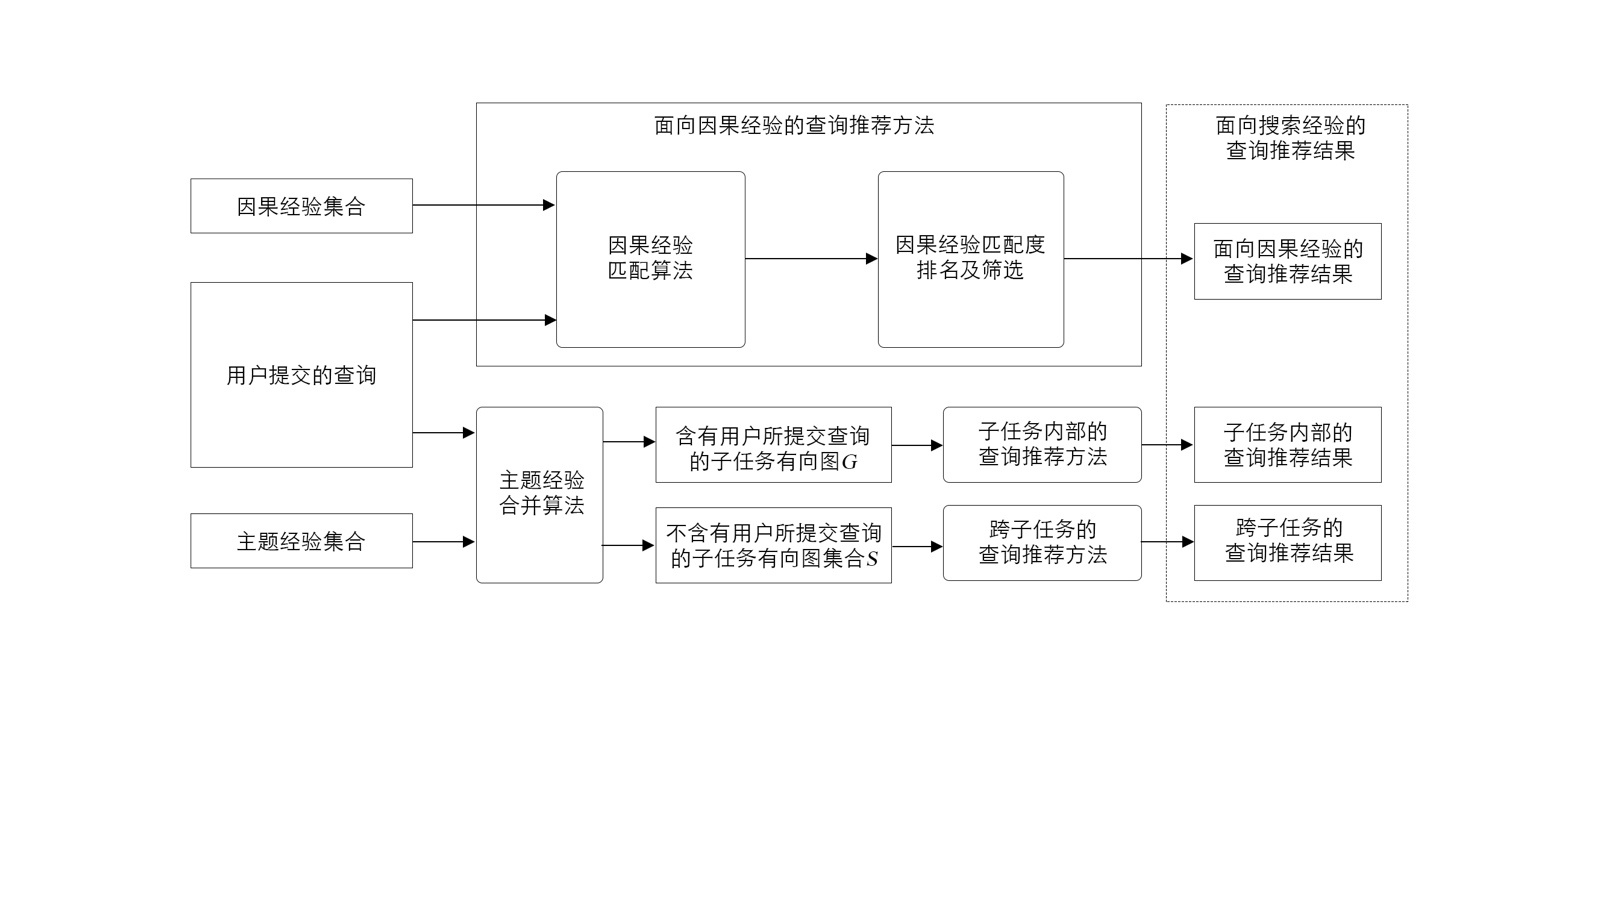 面向因果经验的查询推荐方法
面向搜索经验的
查询推荐结果
因果经验集合
因果经验
匹配算法
因果经验匹配度
排名及筛选
面向因果经验的
查询推荐结果
用户提交的查询
主题经验
合并算法
含有用户所提交查询
的子任务有向图G
子任务内部的
查询推荐方法
子任务内部的
查询推荐结果
主题经验集合
不含有用户所提交查询
的子任务有向图集合S
跨子任务的
查询推荐方法
跨子任务的
查询推荐结果